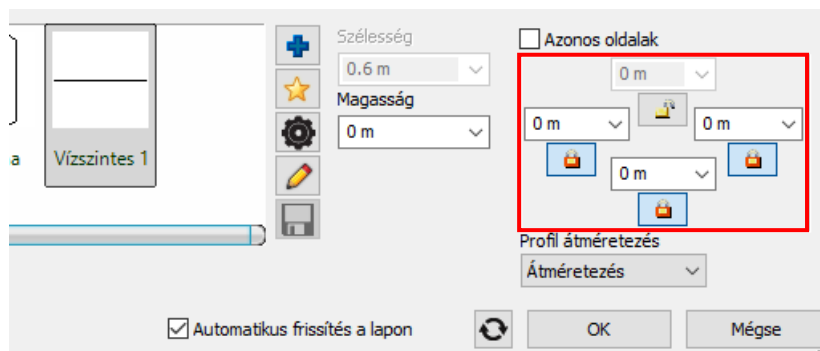 Szélesség
Azonos oldalak
0.6 m
0 m
Magasság
0 m
0 m
0 m
a
Vízszintes 1
0 m
Profil átméretezés
Átméretezés
Automatikus frissítés a lapon
OK
Mégse